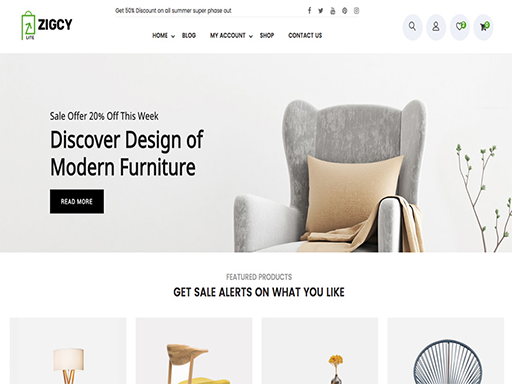 Get 50% Discount on all summer super phase out
ZIGCY
LITE
HOME BLOG MY ACCOUNT SHOP CONTACT US
Sale Offer 20% Off This Week
Discover Design of
Modern Furniture
READ MORE
FEATURED PRODUCTS
GET SALE ALERTS ON WHAT YOU LIKE